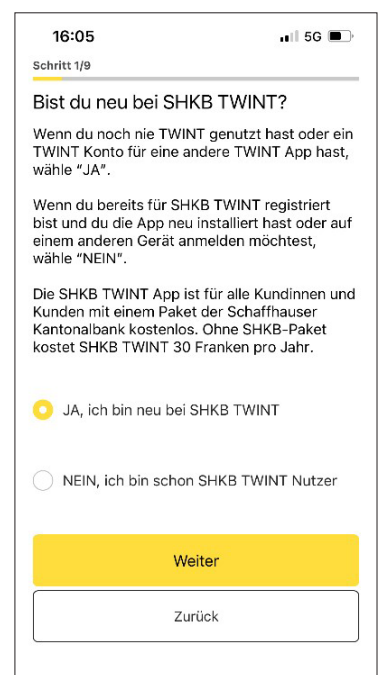 16:05 5G
Schritt 1/9
Bist du neu bei SHKB TWINT?
Wenn du noch nie TWINT genutzt hast oder ein
TWINT Konto für eine andere TWINT App hast,
wähle “JA”.
Wenn du bereits für SHKB TWINT registriert
bist und du die App neu installiert hast oder auf
einem anderen Gerät anmelden möchtest,
wähle “NEIN”.
Die SHKB TWINT App ist für alle Kundinnen und
Kunden mit einem Paket der Schaffhauser
Kantonalbank kostenlos. Ohne SHKB-Paket
kostet SHKB TWINT 30 Franken pro Jahr.
JA, ich bin neu bei SHKB TWINT
NEIN, ich bin schon SHKB TWINT Nutzer
Weiter
Zurück